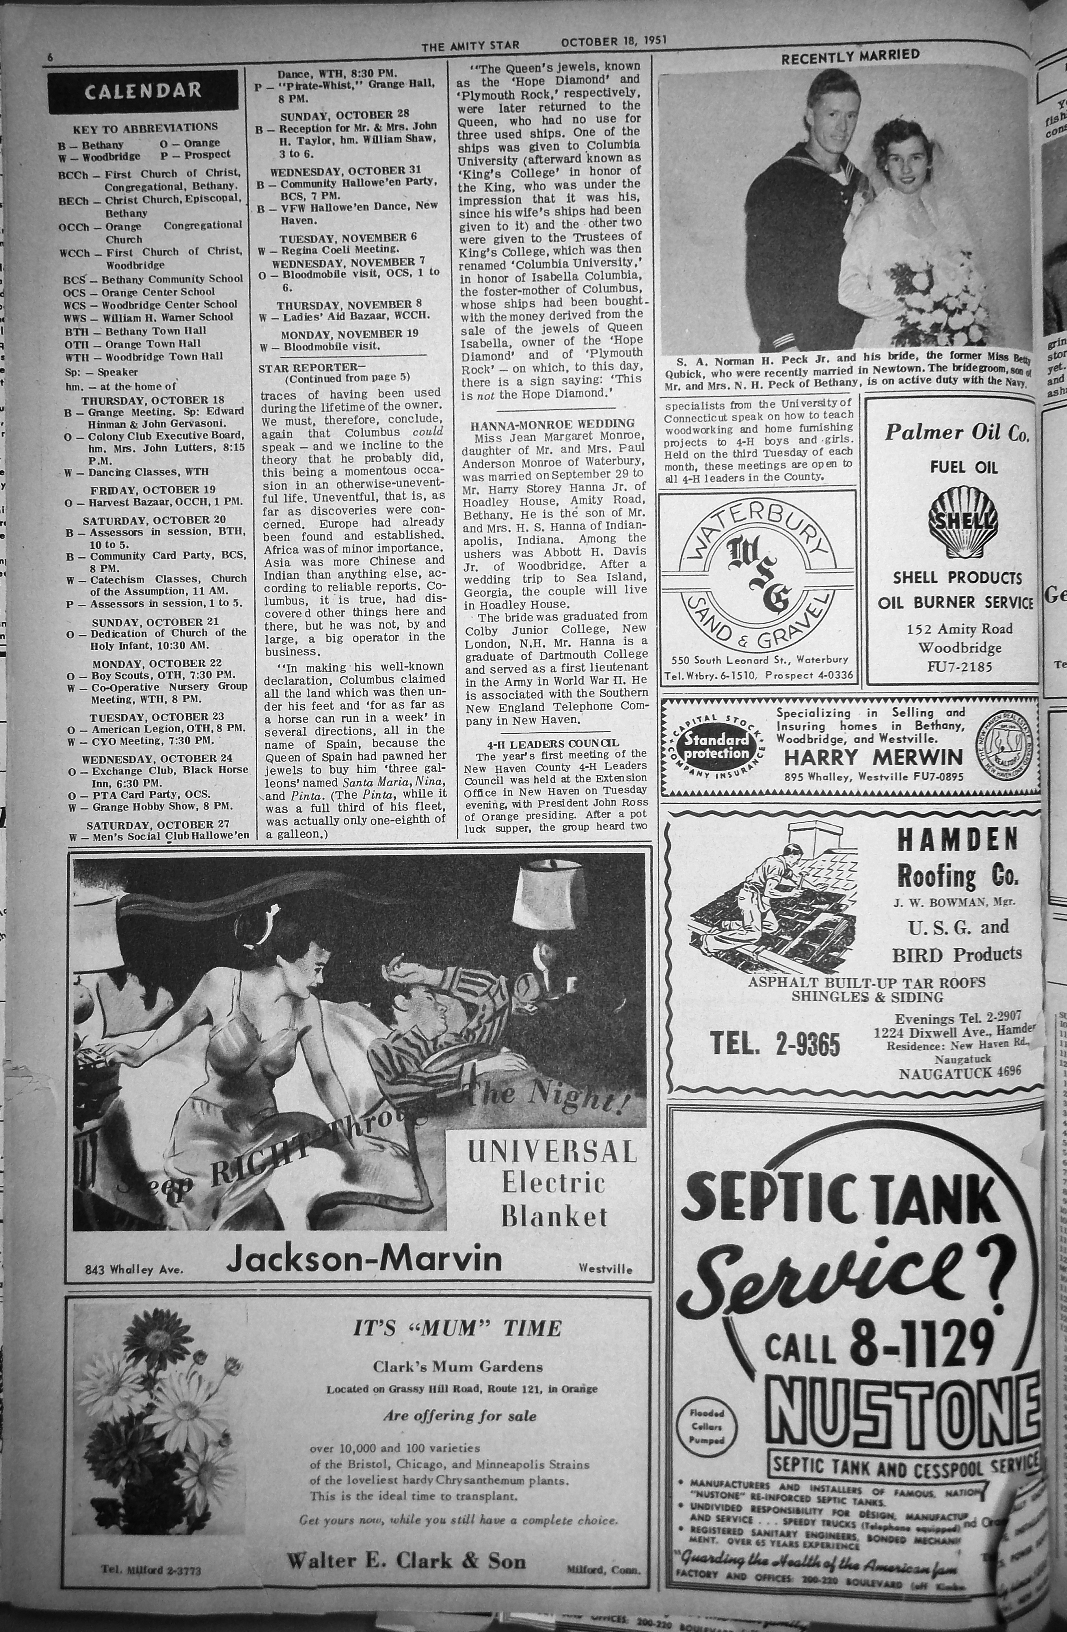 6
THE AMITY STAR OCTOBER 18, 1951
CALENDAR
KEY TO ABBREVIATIONS
B — Bethany O — Orange
W — Woodbridge P — Prospect
BCCh — First Church of Christ,
Congregational, Bethany.
BECh — Christ Church, Episcopal,
Bethany
OCCh — Orange Congregational
Church
WCCh — First Church of Christ,
Woodbridge
BCS — Bethany Community School
OCS — Orange Center School
WCS — Woodbridge Center School
WWS — William H. Warner School
BTH — Bethany Town Hall
OTH — Orange Town Hall
WTH — Woodbridge Town Hall
Sp: — Speaker
hm. — at the home of
THURSDAY, OCTOBER 18
B — Grange Meeting. Sp: Edward
Hinman & John Gervasoni.
O — Colony Club Executive Board,
hm. Mrs. John Lutters, 8:15
P.M.
W — Dancing Classes, WTH
FRIDAY, OCTOBER 19
O — Harvest Bazaar, OCCH, 1 PM.
SATURDAY, OCTOBER 20
B — Assessors in session, BTH,
10 to 5.
B — Community Card Party, BCS,
8 PM.
W — Catechism Classes, Church
of the Assumption, 11 AM.
P — Assessors in session, 1 to 5.
SUNDAY, OCTOBER 21
O — Dedication of Church of the
Holy Infant, 10:30 AM.
MONDAY, OCTOBER 22
O — Boy Scouts, OTH, 7:30 PM.
W — Co-Operative Nursery Group
Meeting, WTH, 8 PM.
TUESDAY, OCTOBER 23
O — American Legion, OTH, 8 PM.
W — CYO Meeting, 7:30 PM.
WEDNESDAY, OCTOBER 24
O — Exchange Club, Black Horse
Inn, 6:30 PM.
O — PTA Card Party, OCS.
W — Grange Hobby Show, 8 PM.
SATURDAY, OCTOBER 27
W — Men's Social Club Hallowe'en
Dance, WTH, 8:30 PM.
P — "Pirate-Whist," Grange Hall,
8 PM.
SUNDAY, OCTOBER 28
B — Reception for Mr. & Mrs. John
H. Taylor, hm. William Shaw,
3 to 6.
WEDNESDAY, OCTOBER 31
B — Community Hallowe'en Party,
BCS, 7 PM.
B — VFW Hallowe'en Dance, New
Haven.
TUESDAY, NOVEMBER 6
W — Regina Coeli Meeting.
WEDNESDAY, NOVEMBER 7
O — Bloodmobile visit, OCS, 1 to
6.
THURSDAY, NOVEMBER 8
W — Ladies' Aid Bazaar, WCCH.
MONDAY, NOVEMBER 19
W — Bloodmobile visit.
STAR REPORTER—
(Continued from page 5)
traces of having been used
during the lifetime of the owner.
We must, therefore, conclude,
again that Columbus could
speak — and we incline to the
theory that he probably did,
this being a momentous occa-
sion in an otherwise-unevent-
ful life. Uneventful, that is, as
far as discoveries were con-
cerned. Europe had already
been found and established.
Africa was of minor importance.
Asia was more Chinese and
Indian than anything else, ac-
cording to reliable reports. Co-
lumbus, it is true, had dis-
covered other things here and
there, but he was not, by and
large, a big operator in the
business.
"In making his well-known
declaration, Columbus claimed
all the land which was then un-
der his feet and 'for as far as
a horse can run in a week' in
several directions, all in the
name of Spain, because the
Queen of Spain had pawned her
jewels to buy him 'three gal-
leons' named Santa Maria, Nina,
and Pinta. (The Pinta, while it
was a full third of his fleet,
was actually only one-eighth of
a galleon.)
"The Queen's jewels, known
as the 'Hope Diamond' and
'Plymouth Rock,' respectively,
were later returned to the
Queen, who had no use for
three used ships. One of the
ships was given to Columbia
University (afterward known as
'King's College' in honor of
the King, who was under the
impression that it was his,
since his wife's ships had been
given to it) and the other two
were given to the Trustees of
King's College, which was then
renamed 'Columbia University,'
in honor of Isabella Columbia,
the foster-mother of Columbus,
whose ships had been bought
with the money derived from the
sale of the jewels of Queen
Isabella, owner of the 'Hope
Diamond' and of 'Plymouth
Rock' — on which, to this day,
there is a sign saying: 'This
is not the Hope Diamond.'
HANNA-MONROE WEDDING
Miss Jean Margaret Monroe,
daughter of Mr. and Mrs. Paul
Anderson Monroe of Waterbury,
was married on September 29 to
Mr. Harry Storey Hanna Jr. of
Hoadley House, Amity Road,
Bethany. He is the son of Mr.
and Mrs. H. S. Hanna of Indian-
apolis, Indiana. Among the
ushers was Abbott H. Davis
Jr. of Woodbridge. After a
wedding trip to Sea Island,
Georgia, the couple will live
in Hoadley House.
The bride was graduated from
Colby Junior College, New
London, N.H. Mr. Hanna is a
graduate of Dartmouth College
and served as a first lieutenant
in the Army in World War II. He
is associated with the Southern
New England Telephone Com-
pany in New Haven.
4-H LEADERS COUNCIL
The year's first meeting of the
New Haven County 4-H Leaders
Council was held at the Extension
Office in New Haven on Tuesday
evening, with President John Ross
of Orange presiding. After a pot
luck supper, the group heard two
RECENTLY MARRIED
S. A. Norman H. Peck Jr. and his bride, the former Miss Betty
Qubick, who were recently married in Newtown. The bridegroom, son of
Mr. and Mrs. N. H. Peck of Bethany, is on active duty with the Navy.
specialists from the University of
Connecticut speak on how to teach
woodworking and home furnishing
projects to 4-H boys and girls.
Held on the third Tuesday of each
month, these meetings are open to
all 4-H leaders in the County.
WATERBURY
WSG
SAND & GRAVEL
550 South Leonard St., Waterbury
Tel. Wtbry. 6-1510, Prospect 4-0336
Palmer Oil Co.
FUEL OIL
SHELL
SHELL PRODUCTS
OIL BURNER SERVICE
152 Amity Road
Woodbridge
FU7-2185
CAPITAL STOCK
Standard
protection
COMPANY INSURANCE
Specializing in Selling and
Insuring homes in Bethany,
Woodbridge, and Westville.
HARRY MERWIN
895 Whalley, Westville FU7-0895
HAMDEN
Roofing Co.
J. W. BOWMAN, Mgr.
U. S. G. and
BIRD Products
ASPHALT BUILT-UP TAR ROOFS
SHINGLES & SIDING
TEL. 2-9365
Evenings Tel. 2-2907
1224 Dixwell Ave., Hamden
Residence: New Haven Rd.,
Naugatuck
NAUGATUCK 4696
Sleep RIGHT Through The Night!
UNIVERSAL
Electric
Blanket
843 Whalley Ave. Jackson-Marvin Westville
IT'S "MUM" TIME
Clark's Mum Gardens
Located on Grassy Hill Road, Route 121, in Orange
Are offering for sale
over 10,000 and 100 varieties
of the Bristol, Chicago, and Minneapolis Strains
of the loveliest hardy Chrysanthemum plants.
This is the ideal time to transplant.
Get yours now, while you still have a complete choice.
Tel. Milford 2-3773 Walter E. Clark & Son Milford, Conn.
SEPTIC TANK
Service?
CALL 8-1129
Flooded
Cellars
Pumped
NUSTONE
SEPTIC TANK AND CESSPOOL SERVICE
• MANUFACTURERS AND INSTALLERS OF FAMOUS, NATION
"NUSTONE" RE-INFORCED SEPTIC TANKS.
• UNDIVIDED RESPONSIBILITY FOR DESIGN, MANUFACTUR
AND SERVICE . . . SPEEDY TRUCKS (Telephone equipped)
• REGISTERED SANITARY ENGINEERS, BONDED MECHANI
MENT. OVER 65 YEARS EXPERIENCE
"Guarding the Health of the American fam
FACTORY AND OFFICES: 200-220 BOULEVARD (off Kimbe